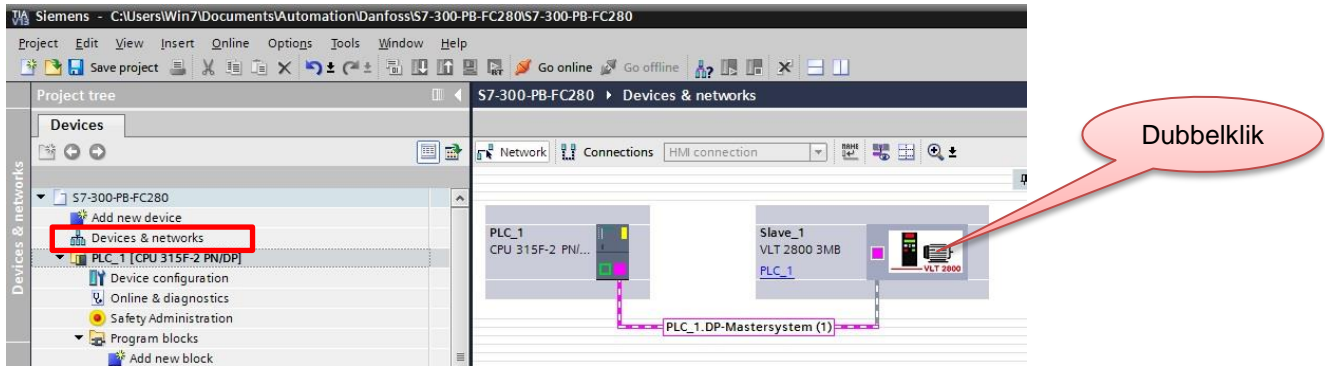 Siemens - C:\Users\Win7\Documents\Automation\Danfoss\S7-300-PB-FC280\S7-300-PB-FC280
Project Edit View Insert Online Options Tools Window Help
Save project Go online Go offline
Project tree
S7-300-PB-FC280 Devices & networks
Devices
Dubbelklik
Network Connections HMI connection
Devices & networks
S7-300-PB-FC280
Add new device
Devices & networks
PLC_1 [CPU 315F-2 PN/DP]
Device configuration
Online & diagnostics
Safety Administration
Program blocks
Add new block
PLC_1
CPU 315F-2 PN/...
Slave_1
VLT 2800 3MB
PLC_1
VLT 2800
PLC_1.DP-Mastersystem (1)